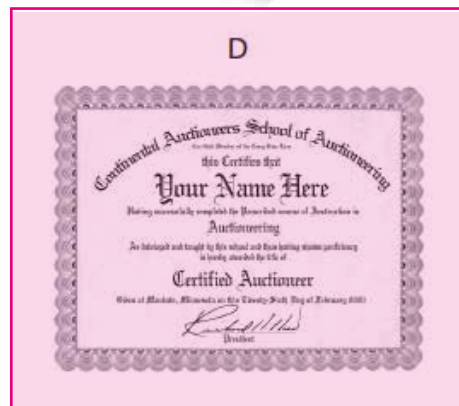 D
Continental Auctioneers School of Auctioneering
this Certifies that
Your Name Here
Having successfully completed the Prescribed course of Instruction in
Auctioneering
As developed and taught by this school and thus having shown proficiency
is hereby awarded the title of
Certified Auctioneer
Given at Mankato, Minnesota on this Twenty-Sixth Day of February
President